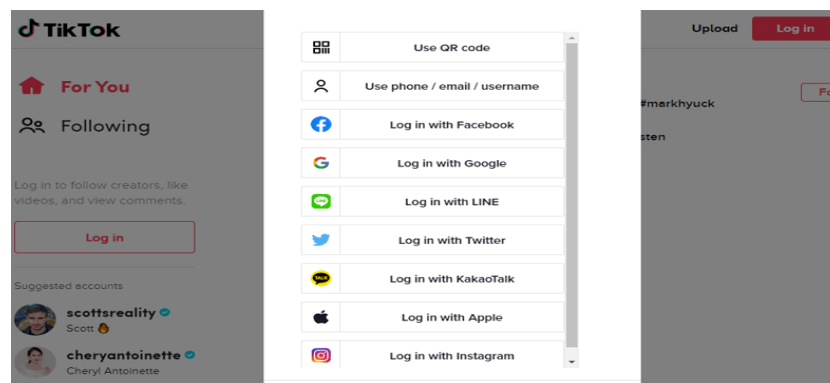 TikTok
For You
Following
Log in to follow creators, like
videos, and view comments.
Log in
Suggested accounts
scottsreality
Scott 🔥
cheryantoinette
Cheryl Antoinette
Use QR code
Use phone / email / username
Log in with Facebook
Log in with Google
LINE
Log in with LINE
Log in with Twitter
TALK
Log in with KakaoTalk
Log in with Apple
Log in with Instagram
Upload
Log in
Fo
#markhyuck
sten